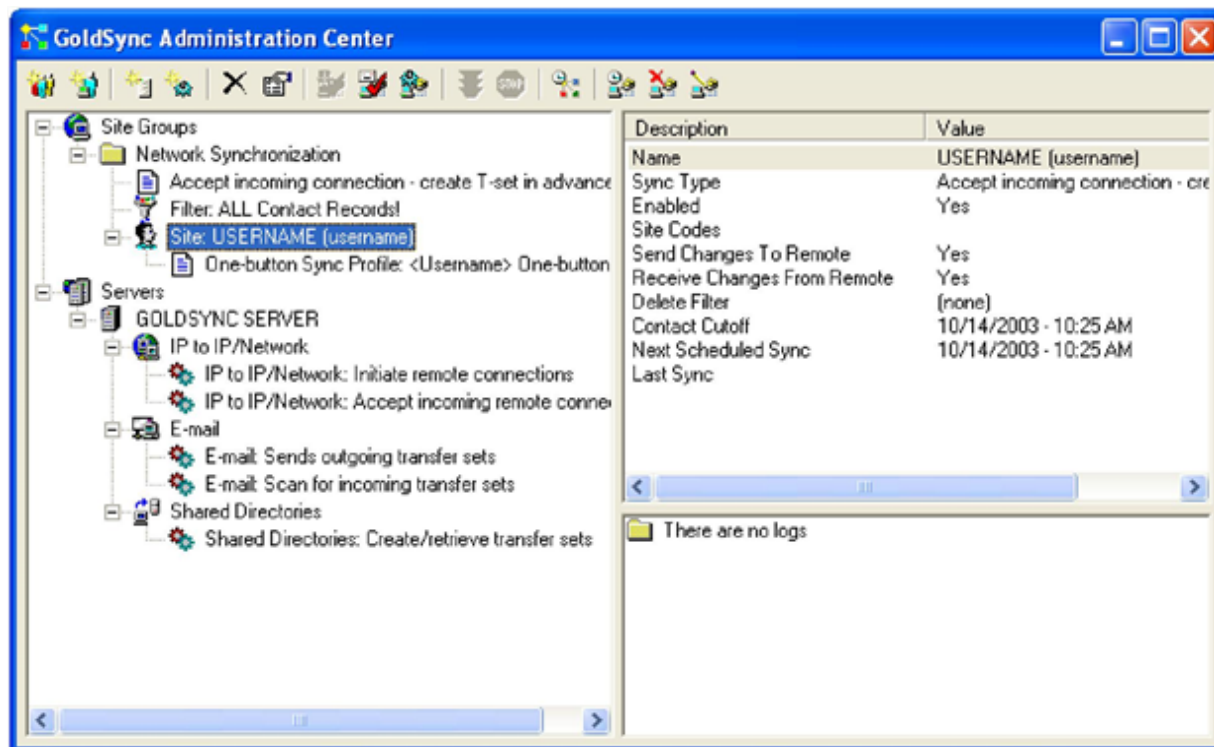 GoldSync Administration Center
STOP
Site Groups
Network Synchronization
Accept incoming connection - create T-set in advance
Filter: ALL Contact Records!
Site: USERNAME (username)
One-button Sync Profile: <Username> One-button
Servers
GOLDSYNC SERVER
IP to IP/Network
IP to IP/Network: Initiate remote connections
IP to IP/Network: Accept incoming remote conne
E-mail
E-mail: Sends outgoing transfer sets
E-mail: Scan for incoming transfer sets
Shared Directories
Shared Directories: Create/retrieve transfer sets
Description Value
Name USERNAME (username)
Sync Type Accept incoming connection - cre
Enabled Yes
Site Codes
Send Changes To Remote Yes
Receive Changes From Remote Yes
Delete Filter (none)
Contact Cutoff 10/14/2003 - 10:25 AM
Next Scheduled Sync 10/14/2003 - 10:25 AM
Last Sync
There are no logs